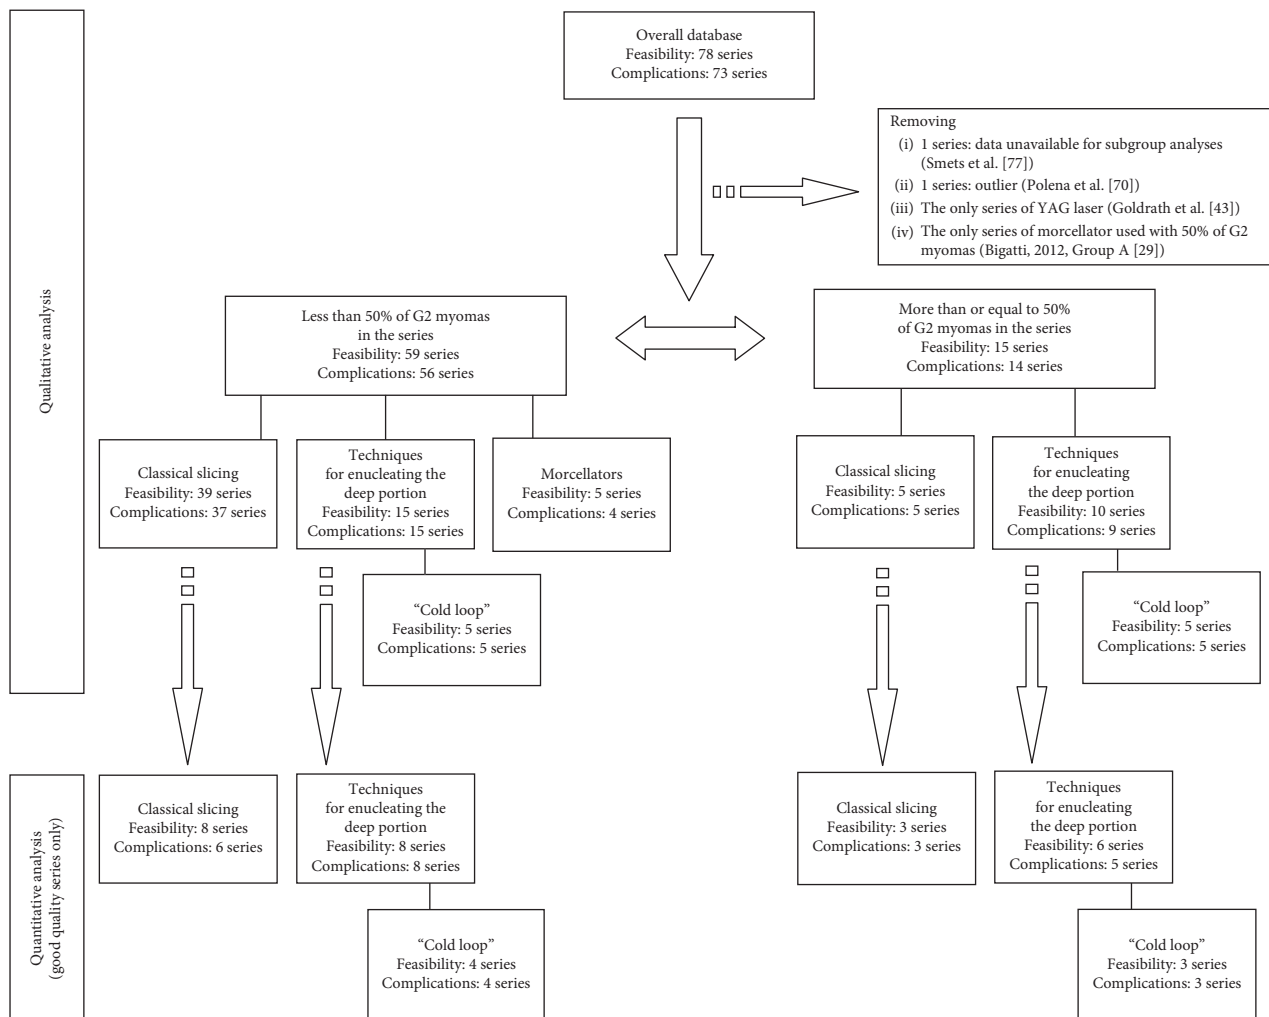 Qualitative analysis
Overall database
Feasibility: 78 series
Complications: 73 series
Removing
(i) 1 series: data unavailable for subgroup analyses
(Smets et al. [77])
(ii) 1 series: outlier (Polena et al. [70])
(iii) The only series of YAG laser (Goldrath et al. [43])
(iv) The only series of morcellator used with 50% of G2
myomas (Bigatti, 2012, Group A [29])
Less than 50% of G2 myomas
in the series
Feasibility: 59 series
Complications: 56 series
More than or equal to 50%
of G2 myomas in the series
Feasibility: 15 series
Complications: 14 series
Classical slicing
Feasibility: 39 series
Complications: 37 series
Techniques
for enucleating the
deep portion
Feasibility: 15 series
Complications: 15 series
Morcellators
Feasibility: 5 series
Complications: 4 series
Classical slicing
Feasibility: 5 series
Complications: 5 series
Techniques
for enucleating
the deep portion
Feasibility: 10 series
Complications: 9 series
“Cold loop”
Feasibility: 5 series
Complications: 5 series
“Cold loop”
Feasibility: 5 series
Complications: 5 series
Quantitative analysis
(good quality series only)
Classical slicing
Feasibility: 8 series
Complications: 6 series
Techniques
for enucleating the
deep portion
Feasibility: 8 series
Complications: 8 series
Classical slicing
Feasibility: 3 series
Complications: 3 series
Techniques
for enucleating
the deep portion
Feasibility: 6 series
Complications: 5 series
“Cold loop”
Feasibility: 4 series
Complications: 4 series
“Cold loop”
Feasibility: 3 series
Complications: 3 series